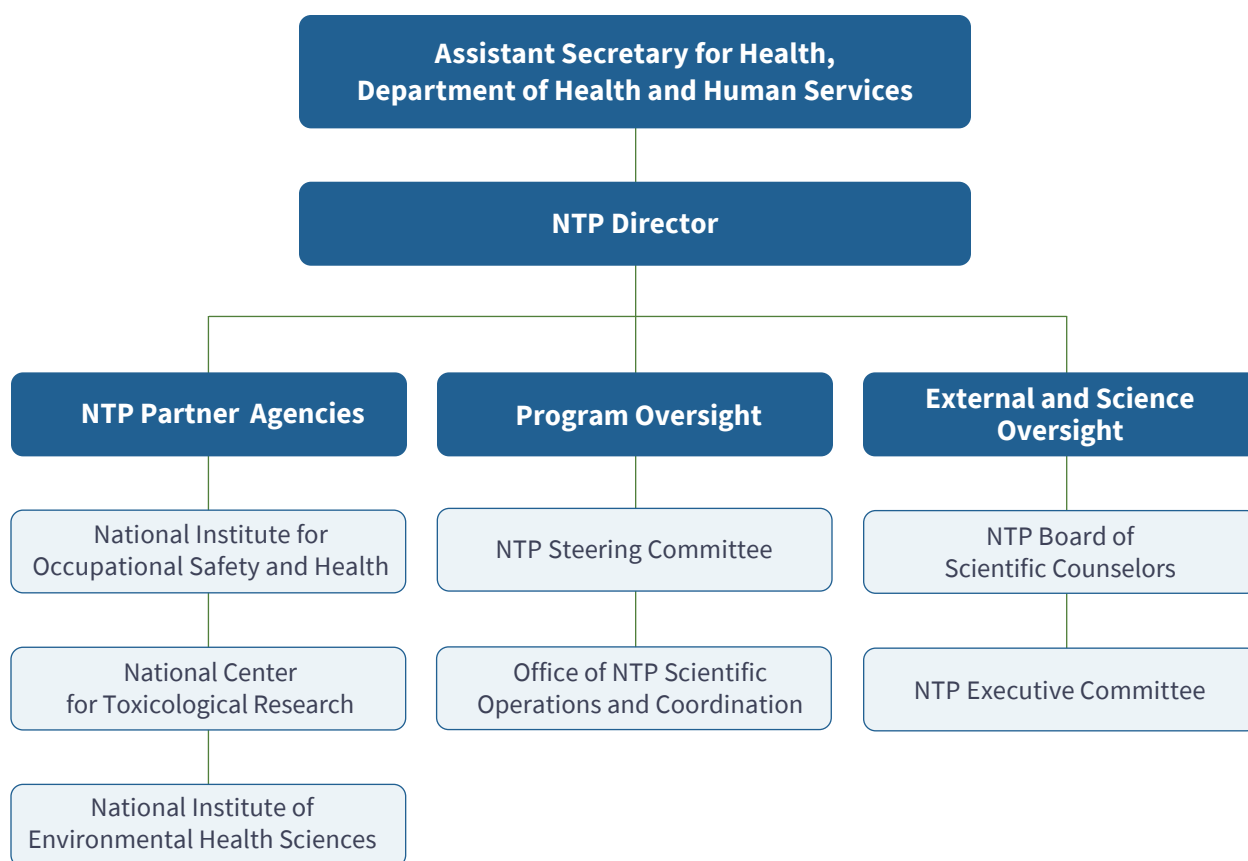 Assistant Secretary for Health,
Department of Health and Human Services
NTP Director
NTP Partner Agencies
National Institute for
Occupational Safety and Health
National Center
for Toxicological Research
National Institute of
Environmental Health Sciences
Program Oversight
NTP Steering Committee
Office of NTP Scientific
Operations and Coordination
External and Science
Oversight
NTP Board of
Scientific Counselors
NTP Executive Committee